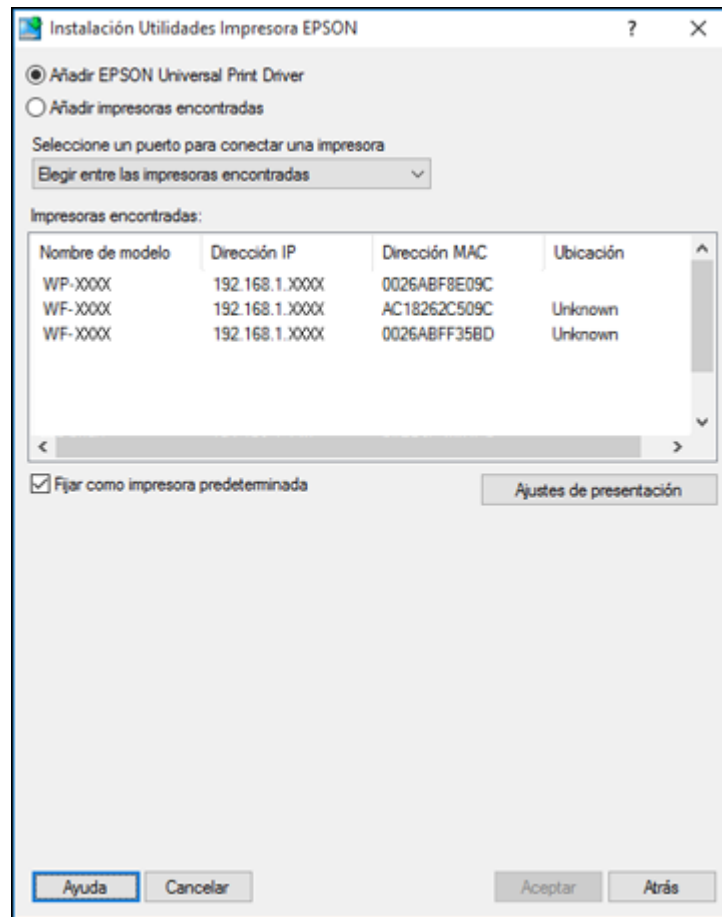 Instalación Utilidades Impresora EPSON ?
Añadir EPSON Universal Print Driver
Añadir impresoras encontradas
Seleccione un puerto para conectar una impresora
Elegir entre las impresoras encontradas
Impresoras encontradas:
Nombre de modelo Dirección IP Dirección MAC Ubicación
WP-XXXX 192.168.1.XXXX 0026ABF8E09C
WF-XXXX 192.168.1.XXXX AC18262C509C Unknown
WF-XXXX 192.168.1.XXXX 0026ABFF35BD Unknown
Fijar como impresora predeterminada Ajustes de presentación
Ayuda Cancelar Aceptar Atrás